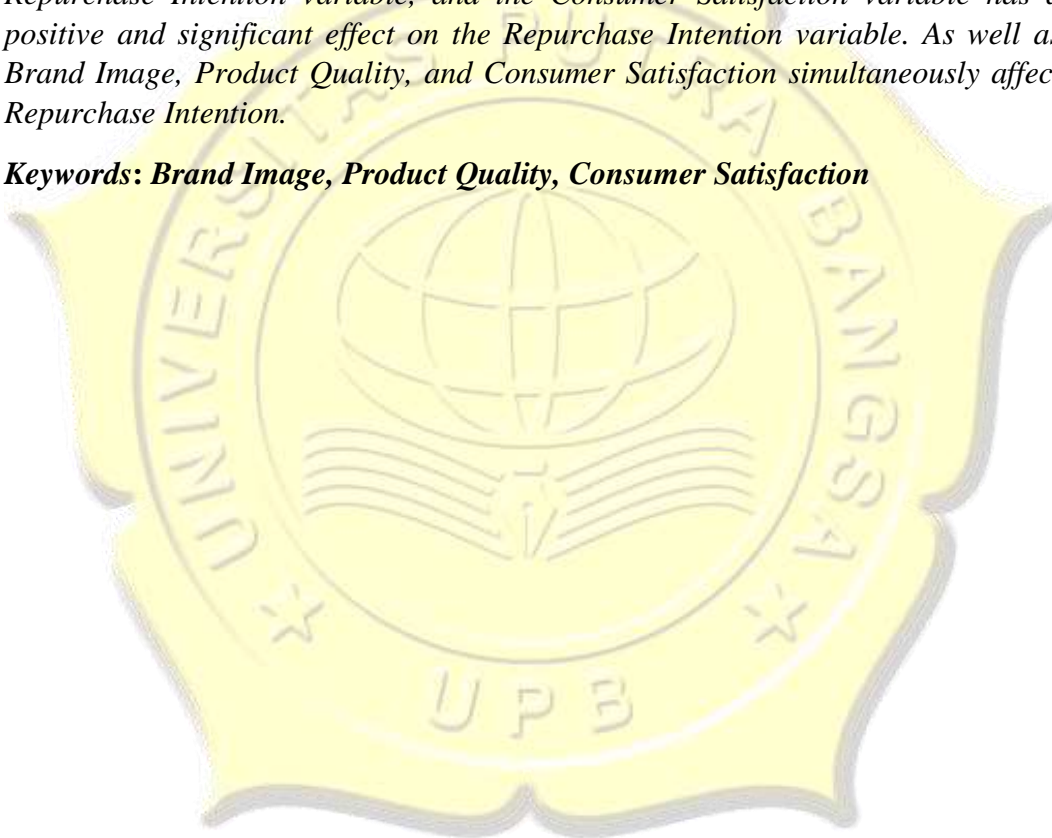 Repurchase Intention variable, and the Consumer Satisfaction variable has a
positive and significant effect on the Repurchase Intention variable. As well as
Brand Image, Product Quality, and Consumer Satisfaction simultaneously affect
Repurchase Intention.
Keywords: Brand Image, Product Quality, Consumer Satisfaction
UNIVERSITAS PUTRA BANGSA
UPB